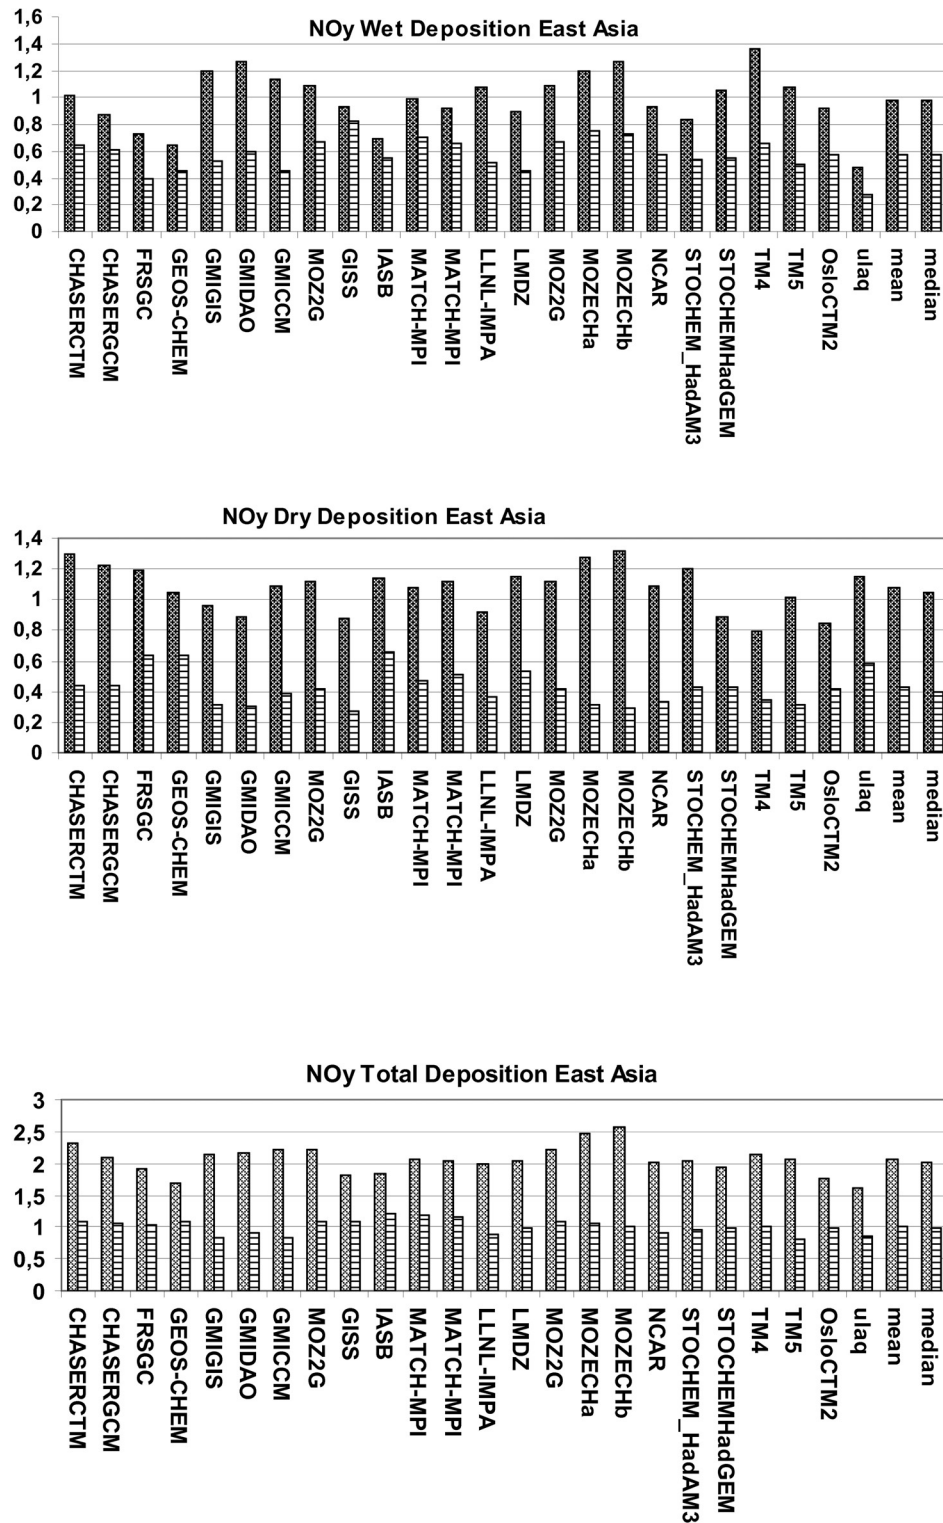 NOy Wet Deposition East Asia
1,6
1,4
1,2
1
0,8
0,6
0,4
0,2
0
CHASERCTM
CHASERGCM
FRSGC
GEOS-CHEM
GMIGIS
GMIDAO
GMICCM
MOZ2G
GISS
IASB
MATCH-MPI
MATCH-MPI
LLNL-IMPA
LMDZ
MOZ2G
MOZECHa
MOZECHb
NCAR
STOCHEM_HadAM3
STOCHEMHadGEM
TM4
TM5
OsloCTM2
ulaq
mean
median
NOy Dry Deposition East Asia
1,4
1,2
1
0,8
0,6
0,4
0,2
0
CHASERCTM
CHASERGCM
FRSGC
GEOS-CHEM
GMIGIS
GMIDAO
GMICCM
MOZ2G
GISS
IASB
MATCH-MPI
MATCH-MPI
LLNL-IMPA
LMDZ
MOZ2G
MOZECHa
MOZECHb
NCAR
STOCHEM_HadAM3
STOCHEMHadGEM
TM4
TM5
OsloCTM2
ulaq
mean
median
NOy Total Deposition East Asia
3
2,5
2
1,5
1
0,5
0
CHASERCTM
CHASERGCM
FRSGC
GEOS-CHEM
GMIGIS
GMIDAO
GMICCM
MOZ2G
GISS
IASB
MATCH-MPI
MATCH-MPI
LLNL-IMPA
LMDZ
MOZ2G
MOZECHa
MOZECHb
NCAR
STOCHEM_HadAM3
STOCHEMHadGEM
TM4
TM5
OsloCTM2
ulaq
mean
median